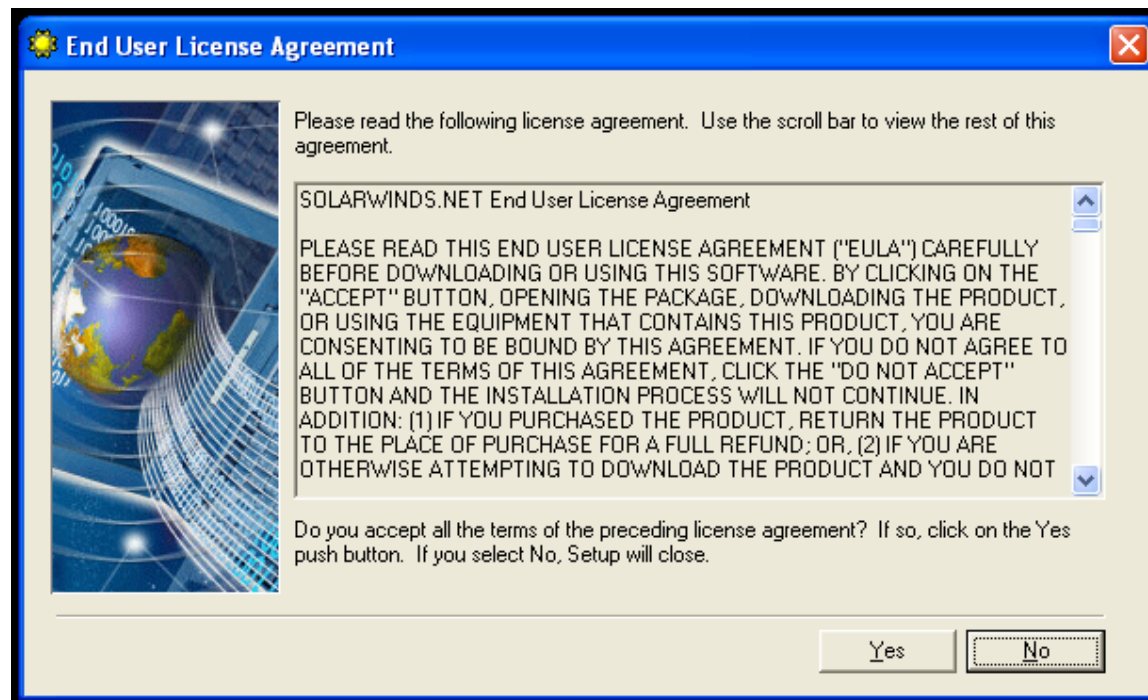 End User License Agreement
Please read the following license agreement.  Use the scroll bar to view the rest of this
agreement.
SOLARWINDS.NET End User License Agreement
PLEASE READ THIS END USER LICENSE AGREEMENT ("EULA") CAREFULLY
BEFORE DOWNLOADING OR USING THIS SOFTWARE. BY CLICKING ON THE
"ACCEPT" BUTTON, OPENING THE PACKAGE, DOWNLOADING THE PRODUCT,
OR USING THE EQUIPMENT THAT CONTAINS THIS PRODUCT, YOU ARE
CONSENTING TO BE BOUND BY THIS AGREEMENT. IF YOU DO NOT AGREE TO
ALL OF THE TERMS OF THIS AGREEMENT, CLICK THE "DO NOT ACCEPT"
BUTTON AND THE INSTALLATION PROCESS WILL NOT CONTINUE. IN
ADDITION: (1) IF YOU PURCHASED THE PRODUCT, RETURN THE PRODUCT
TO THE PLACE OF PURCHASE FOR A FULL REFUND; OR, (2) IF YOU ARE
OTHERWISE ATTEMPTING TO DOWNLOAD THE PRODUCT AND YOU DO NOT
Do you accept all the terms of the preceding license agreement?  If so, click on the Yes
push button.  If you select No, Setup will close.
Yes
No